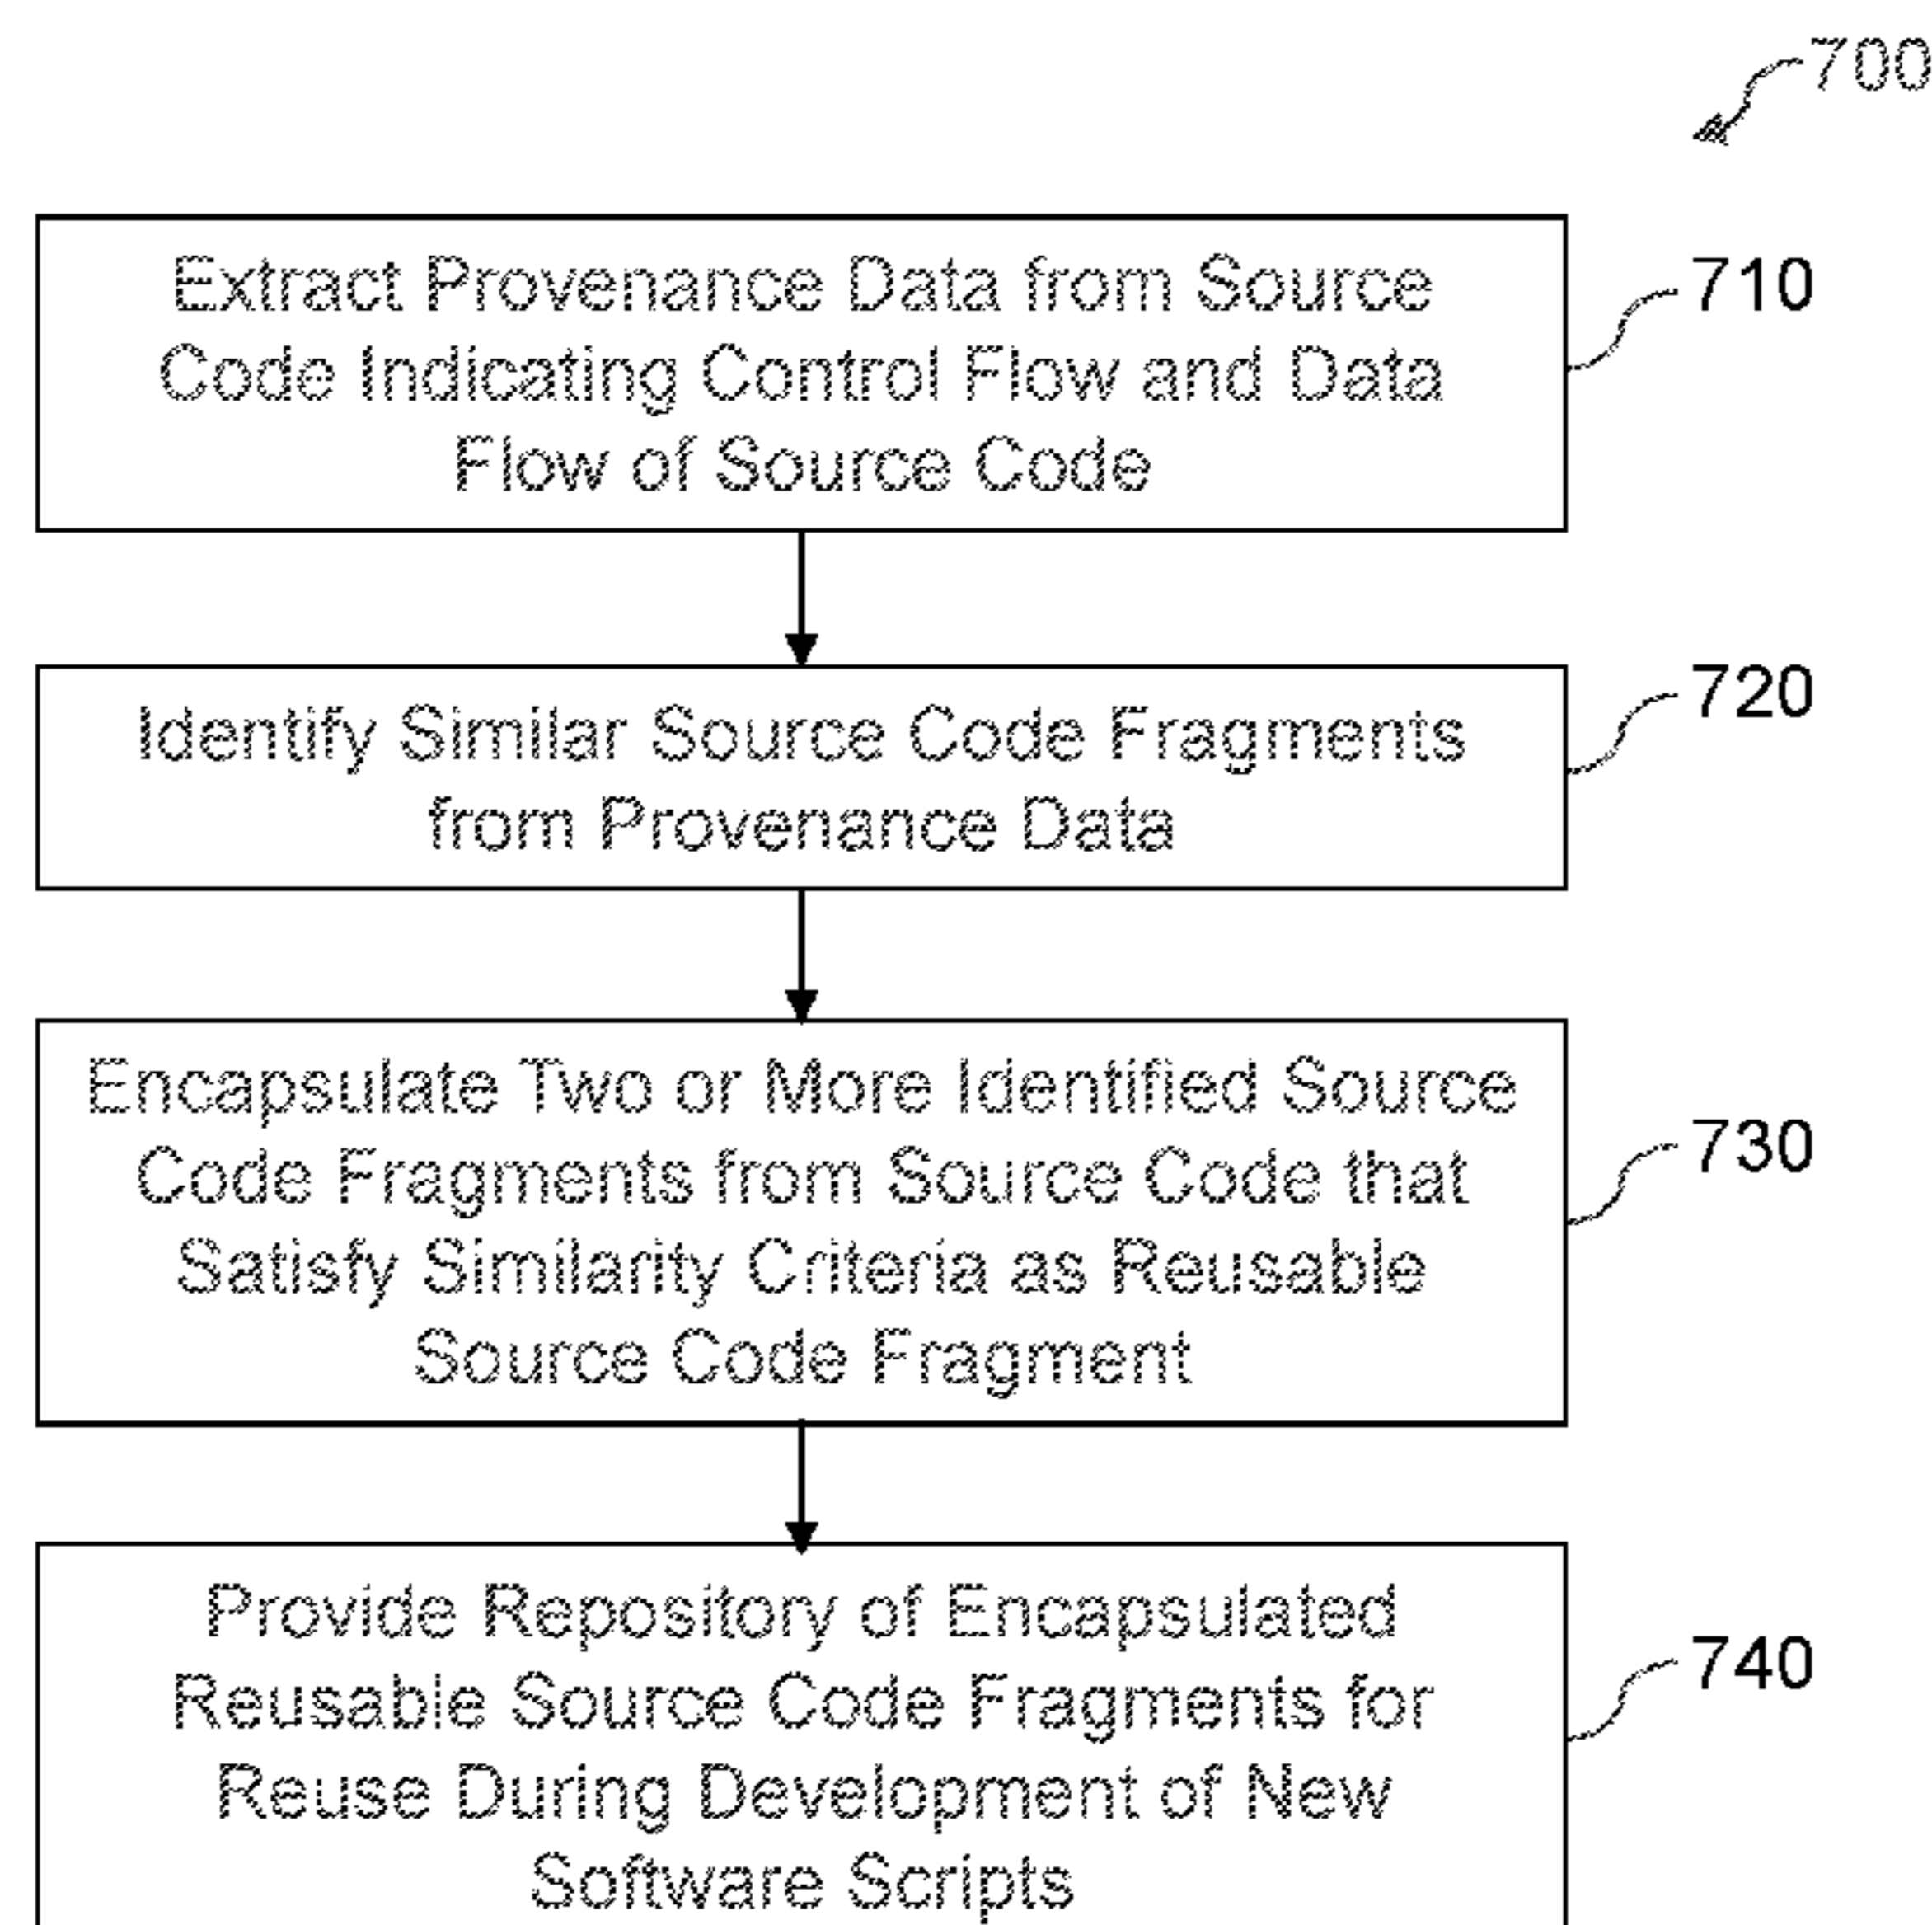 700
Extract Provenance Data from Source
Code Indicating Control Flow and Data
Flow of Source Code
710
Identify Similar Source Code Fragments
from Provenance Data
720
Encapsulate Two or More Identified Source
Code Fragments from Source Code that
Satisfy Similarity Criteria as Reusable
Source Code Fragment
730
Provide Repository of Encapsulated
Reusable Source Code Fragments for
Reuse During Development of New
Software Scripts
740